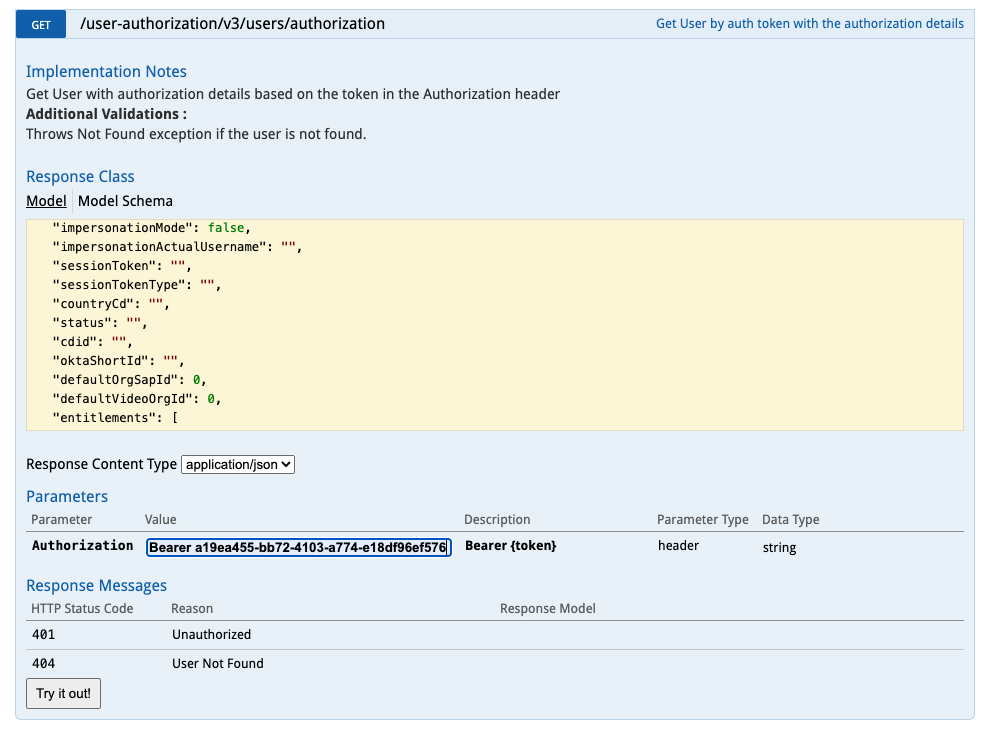 GET /user-authorization/v3/users/authorization Get User by auth token with the authorization details
Implementation Notes
Get User with authorization details based on the token in the Authorization header
Additional Validations :
Throws Not Found exception if the user is not found.
Response Class
Model Model Schema
"impersonationMode": false,
"impersonationActualUsername": "",
"sessionToken": "",
"sessionTokenType": "",
"countryCd": "",
"status": "",
"cdid": "",
"oktaShortId": "",
"defaultOrgSapId": 0,
"defaultVideoOrgId": 0,
"entitlements": [
Response Content Type application/json
Parameters
Parameter Value Description Parameter Type Data Type
Authorization Bearer a19ea455-bb72-4103-a774-e18df96ef576 Bearer {token} header string
Response Messages
HTTP Status Code Reason Response Model
401 Unauthorized
404 User Not Found
Try it out!